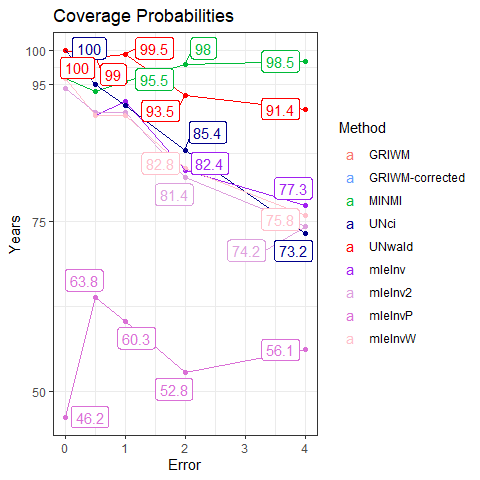 Coverage Probabilities
100
95
75
50
Years
0
1
2
3
4
Error
100
100
99
99.5
98
98.5
95.5
93.5
91.4
85.4
82.8
82.4
81.4
77.3
75.8
74.2
73.2
63.8
60.3
56.1
52.8
46.2
Method
a GRIWM
a GRIWM-corrected
a MINMI
a UNci
a UNwald
a mleInv
a mleInv2
a mleInvP
a mleInvW